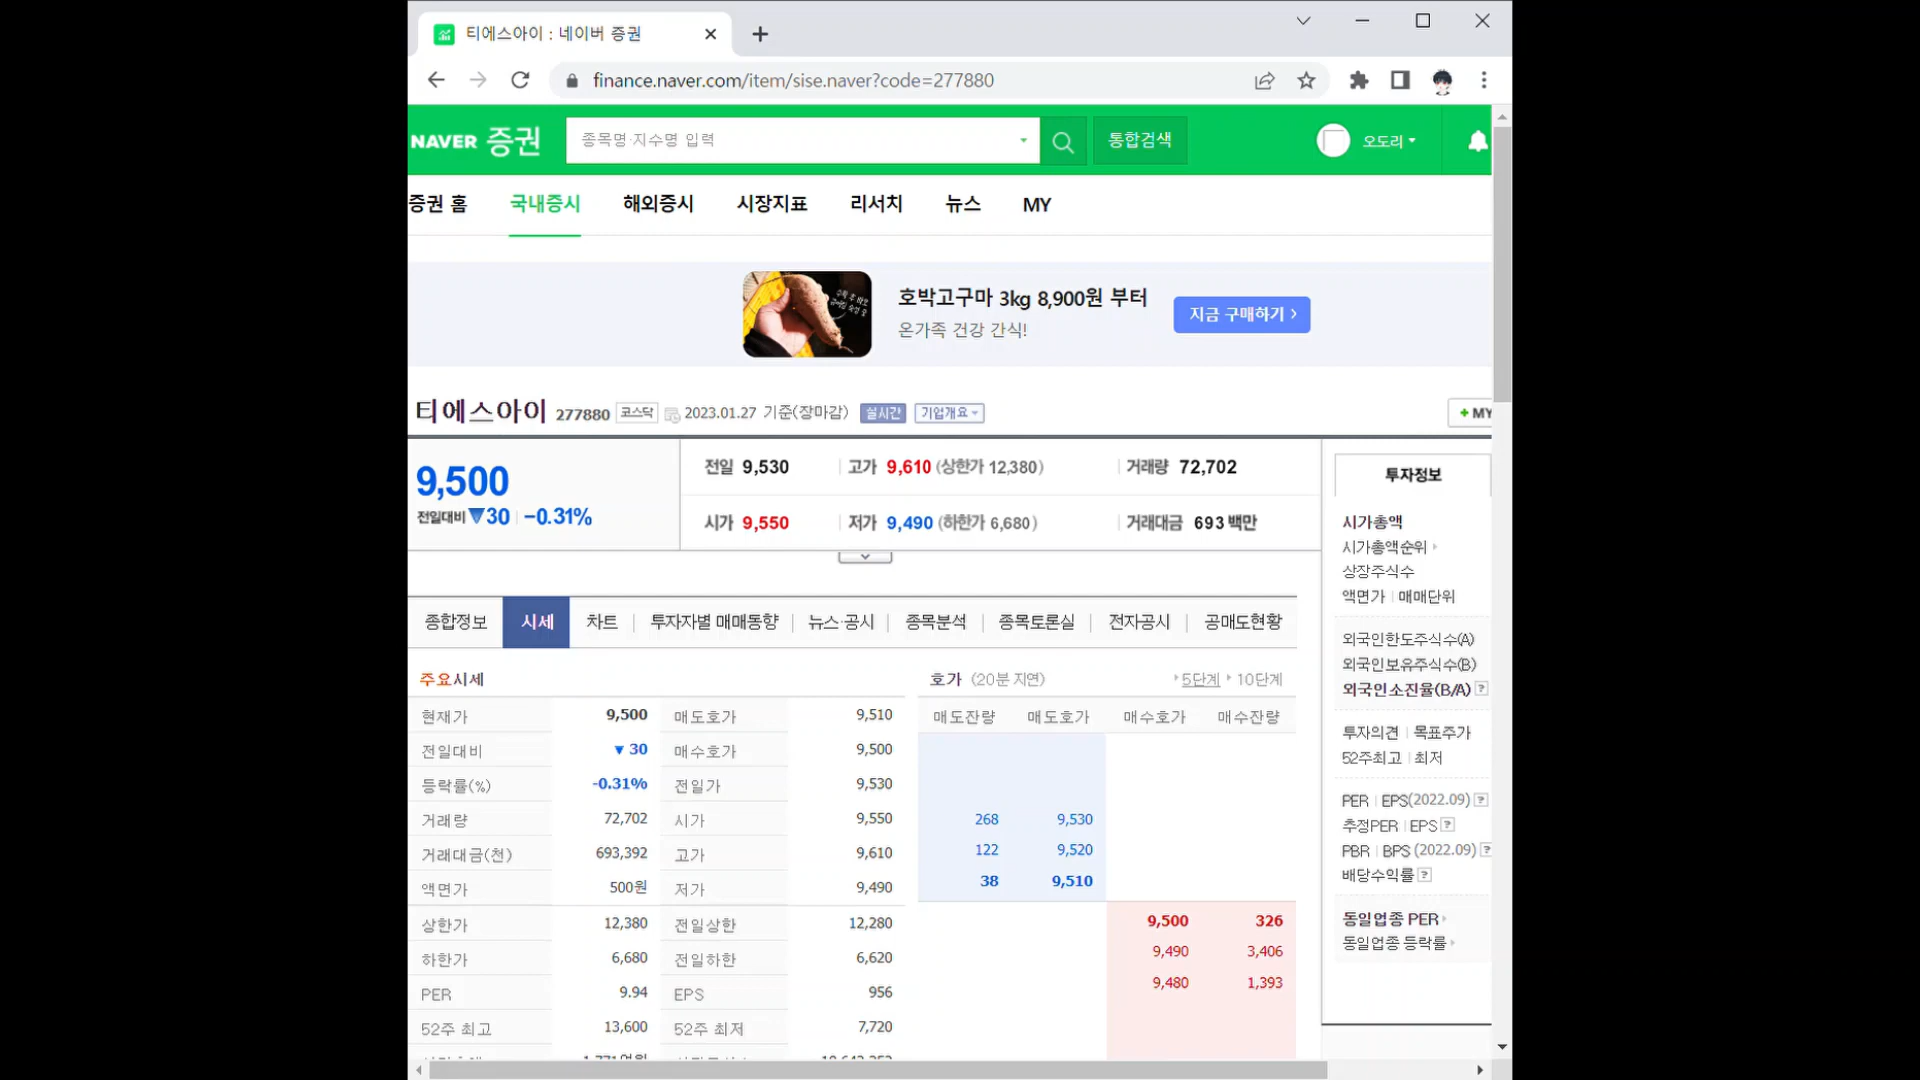 티에스아이 : 네이버 증권
finance.naver.com/item/sise.naver?code=277880
NAVER 증권 종목명·지수명 입력 통합검색 오도리
증권 홈 국내증시 해외증시 시장지표 리서치 뉴스 MY
호박고구마 3kg 8,900원 부터
온가족 건강 간식!
지금 구매하기 >
티에스아이 277880 코스닥 2023.01.27 기준(장마감) 실시간 기업개요
+ MY
9,500
전일대비 ▼30 -0.31%
전일 9,530 고가 9,610 (상한가 12,380) 거래량 72,702
시가 9,550 저가 9,490 (하한가 6,680) 거래대금 693 백만
종합정보 시세 차트 투자자별 매매동향 뉴스·공시 종목분석 종목토론실 전자공시 공매도현황
주요시세
현재가 9,500 매도호가 9,510
전일대비 ▼ 30 매수호가 9,500
등락률(%) -0.31% 전일가 9,530
거래량 72,702 시가 9,550
거래대금(천) 693,392 고가 9,610
액면가 500원 저가 9,490
상한가 12,380 전일상한 12,280
하한가 6,680 전일하한 6,620
PER 9.94 EPS 956
52주 최고 13,600 52주 최저 7,720
호가 (20분 지연) 5단계 10단계
매도잔량 매도호가 매수호가 매수잔량
268 9,530
122 9,520
38 9,510
9,500 326
9,490 3,406
9,480 1,393
투자정보
시가총액
시가총액순위
상장주식수
액면가 매매단위
외국인한도주식수(A)
외국인보유주식수(B)
외국인소진율(B/A) ?
투자의견 목표주가
52주최고 최저
PER EPS(2022.09) ?
추정PER EPS ?
PBR BPS (2022.09) ?
배당수익률 ?
동일업종 PER
동일업종 등락률